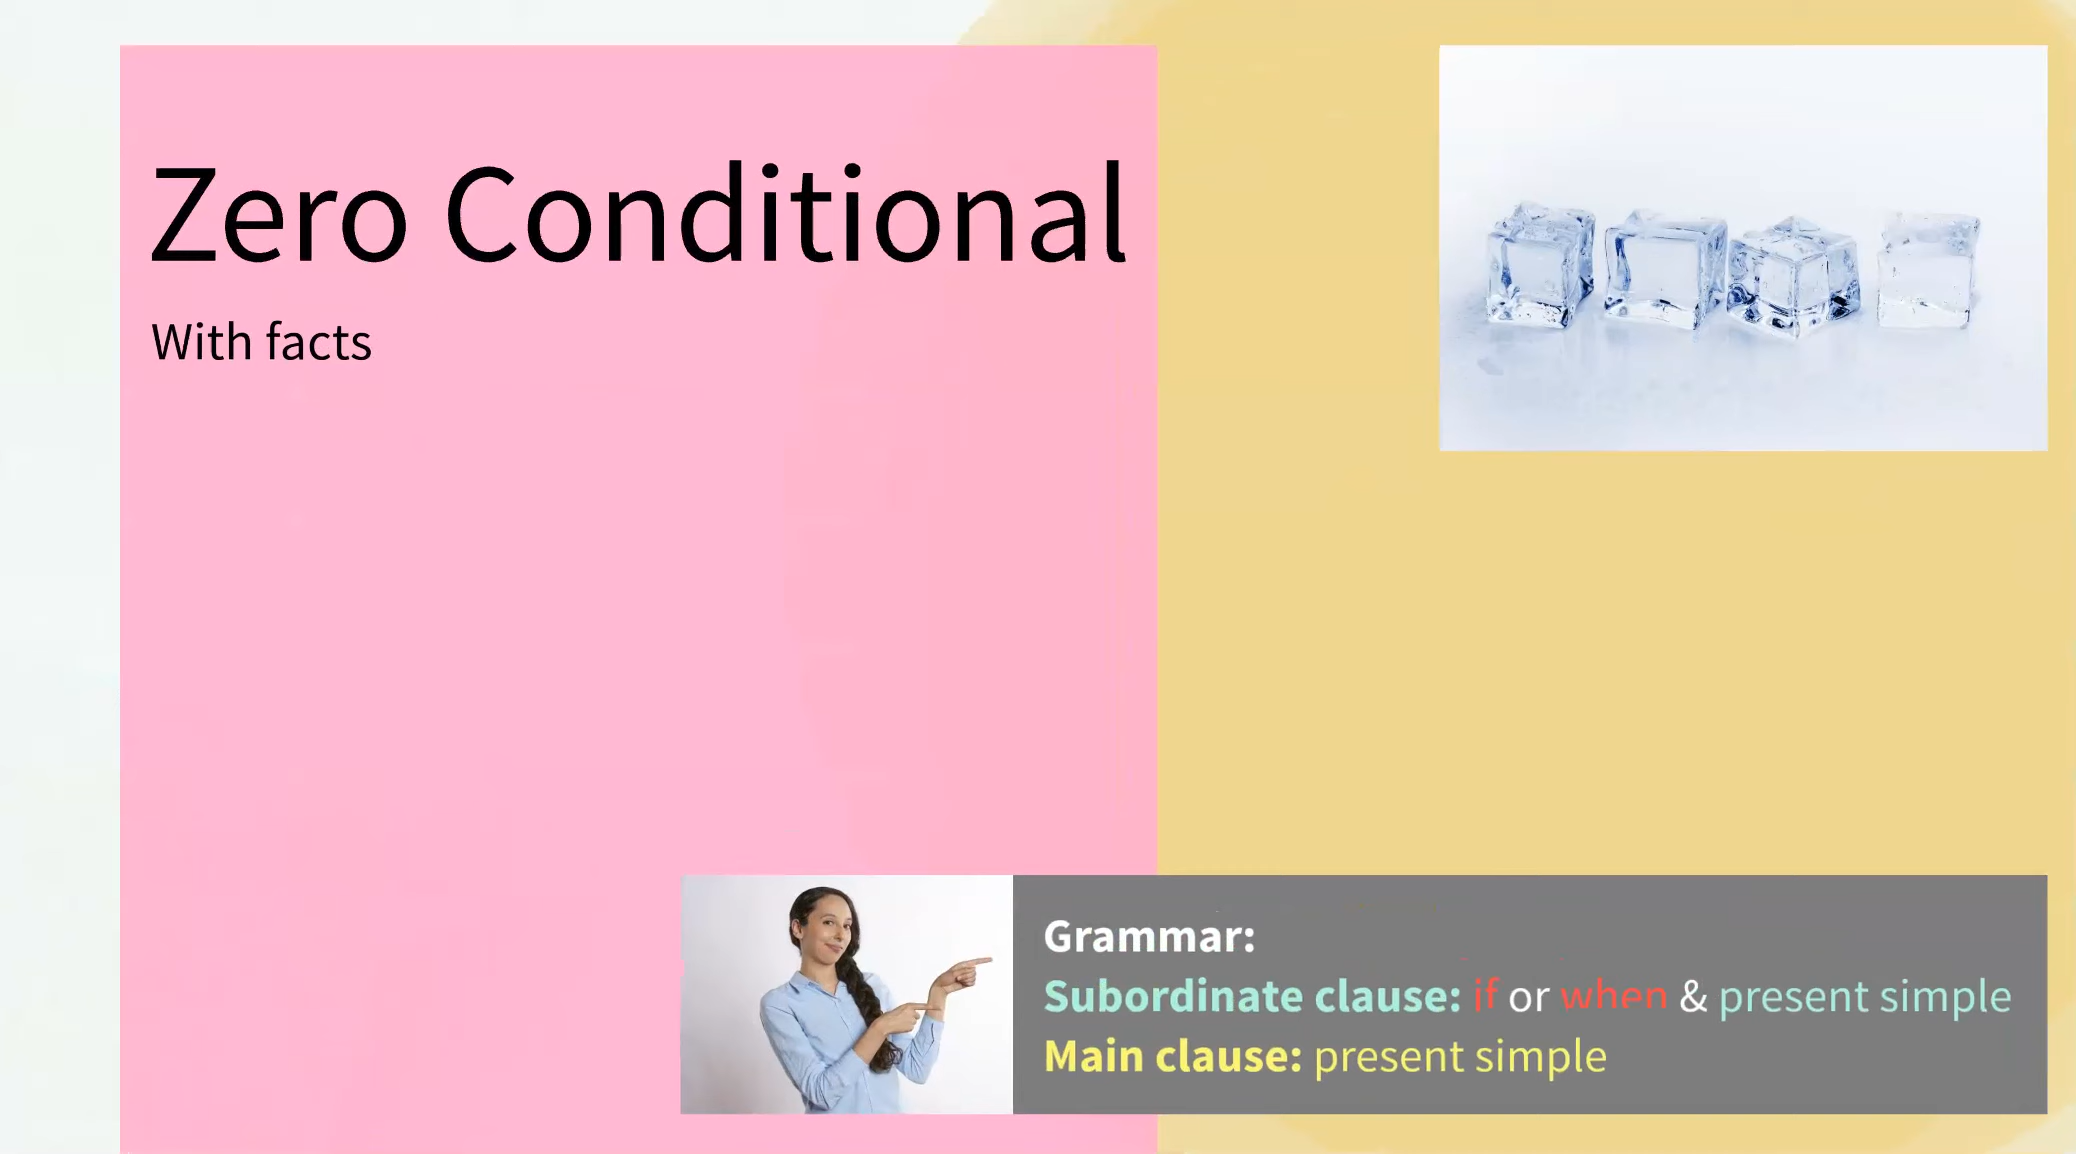 Zero Conditional
With facts
Grammar:
Subordinate clause: if or when & present simple
Main clause: present simple